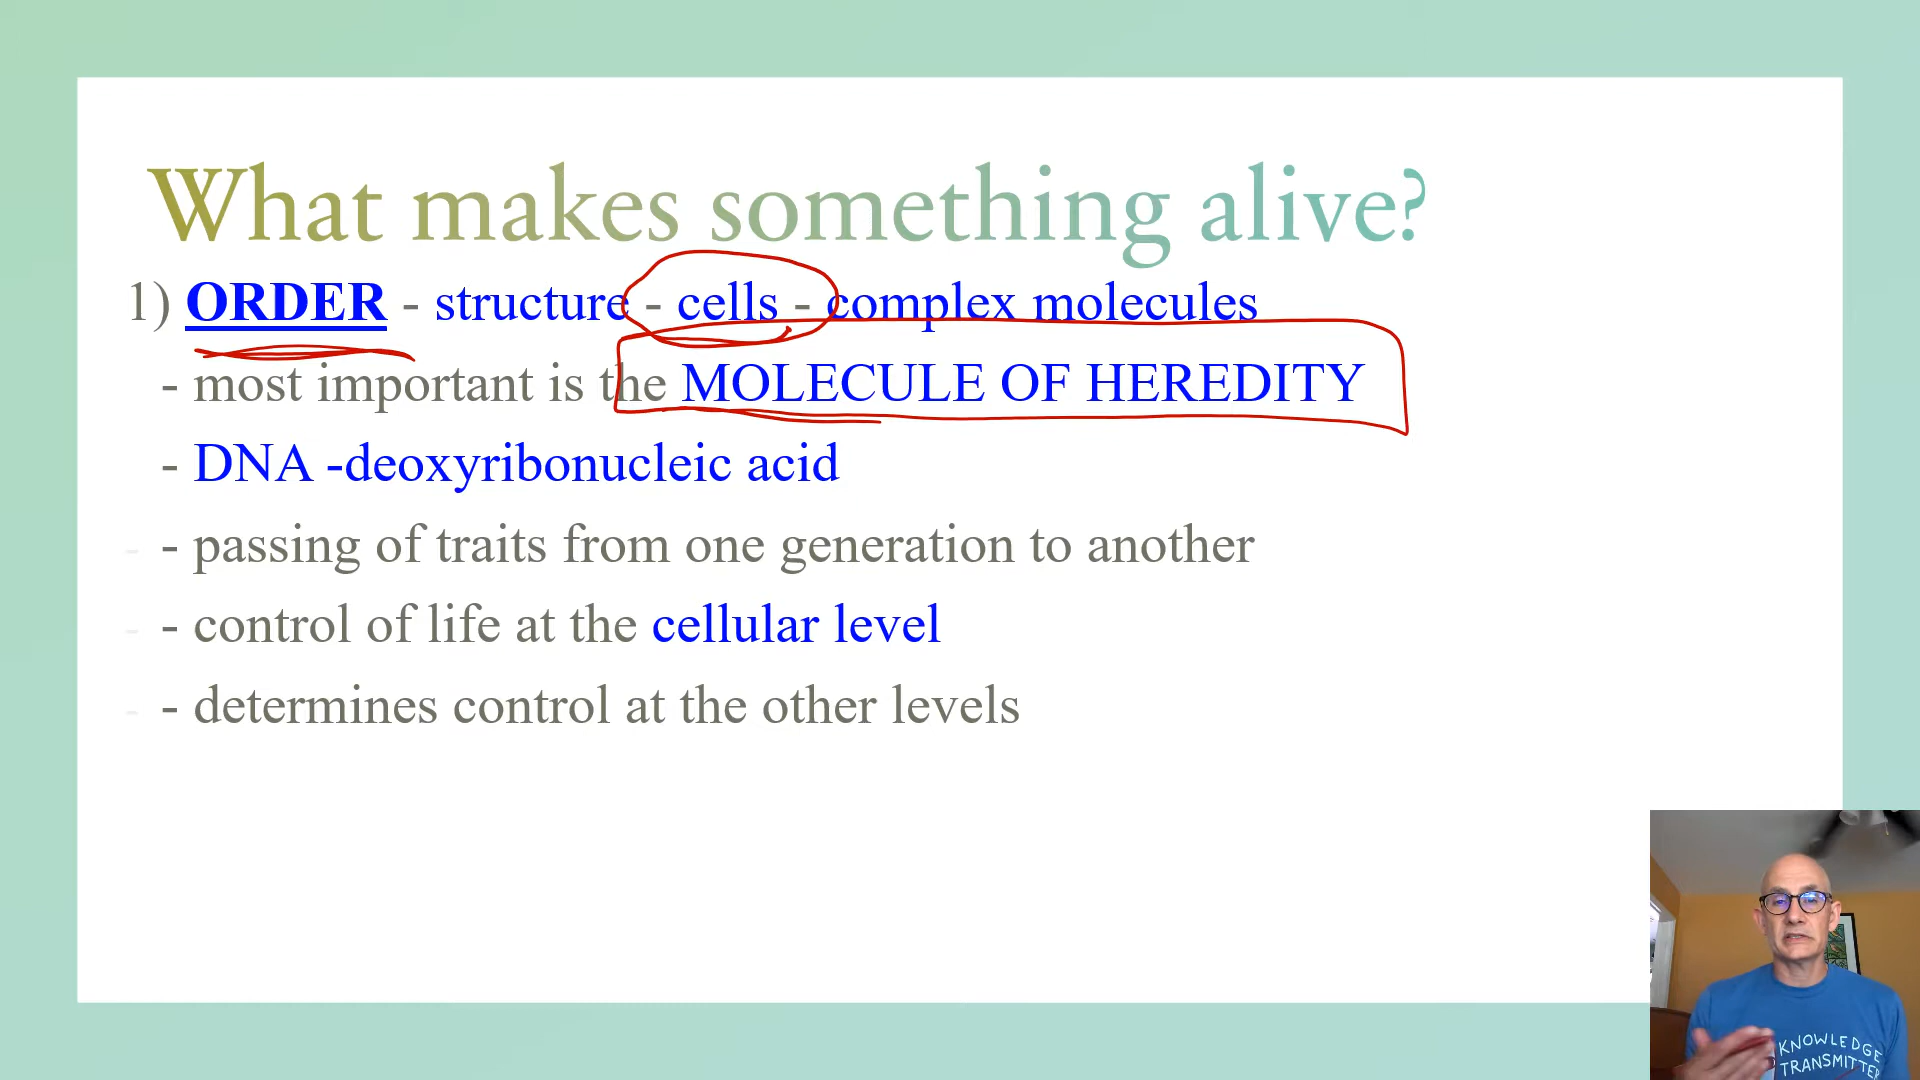 What makes something alive?
1) ORDER - structure - cells - complex molecules
- most important is the MOLECULE OF HEREDITY
- DNA -deoxyribonucleic acid
- - passing of traits from one generation to another
- - control of life at the cellular level
- - determines control at the other levels
KNOWLEDGE
TRANSMITTER